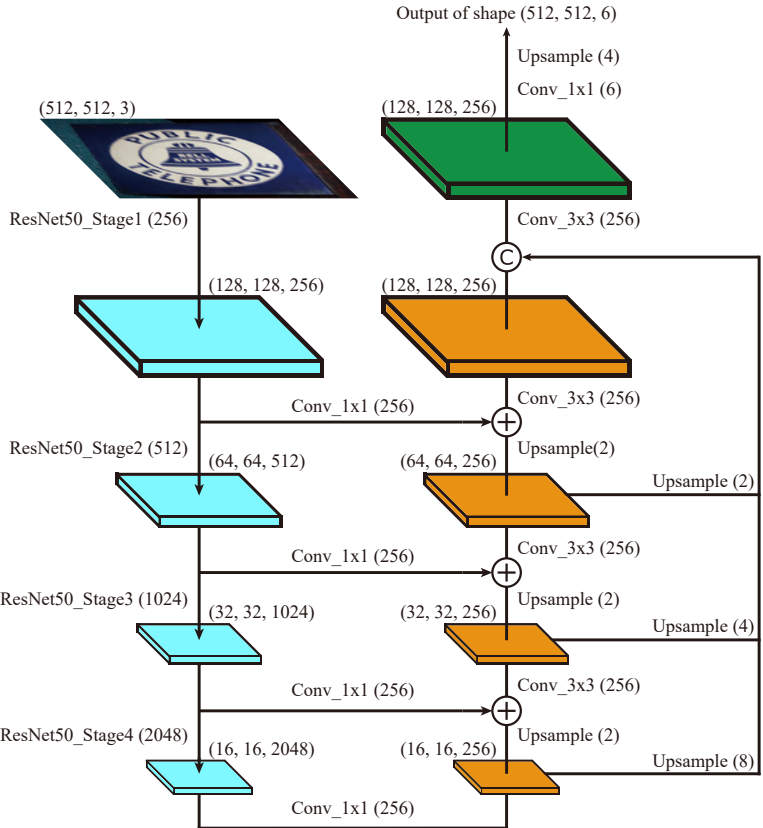 Output of shape (512, 512, 6)
Upsample (4)
Conv_1x1 (6)
(512, 512, 3)
(128, 128, 256)
PUBLIC
BELL
SYSTEM
TELEPHONE
ResNet50_Stage1 (256)
Conv_3x3 (256)
C
(128, 128, 256)
(128, 128, 256)
Conv_1x1 (256)
Conv_3x3 (256)
ResNet50_Stage2 (512)
Upsample(2)
(64, 64, 512)
(64, 64, 256)
Upsample (2)
Conv_1x1 (256)
Conv_3x3 (256)
ResNet50_Stage3 (1024)
Upsample (2)
(32, 32, 1024)
(32, 32, 256)
Upsample (4)
Conv_1x1 (256)
Conv_3x3 (256)
ResNet50_Stage4 (2048)
Upsample (2)
(16, 16, 2048)
(16, 16, 256)
Upsample (8)
Conv_1x1 (256)